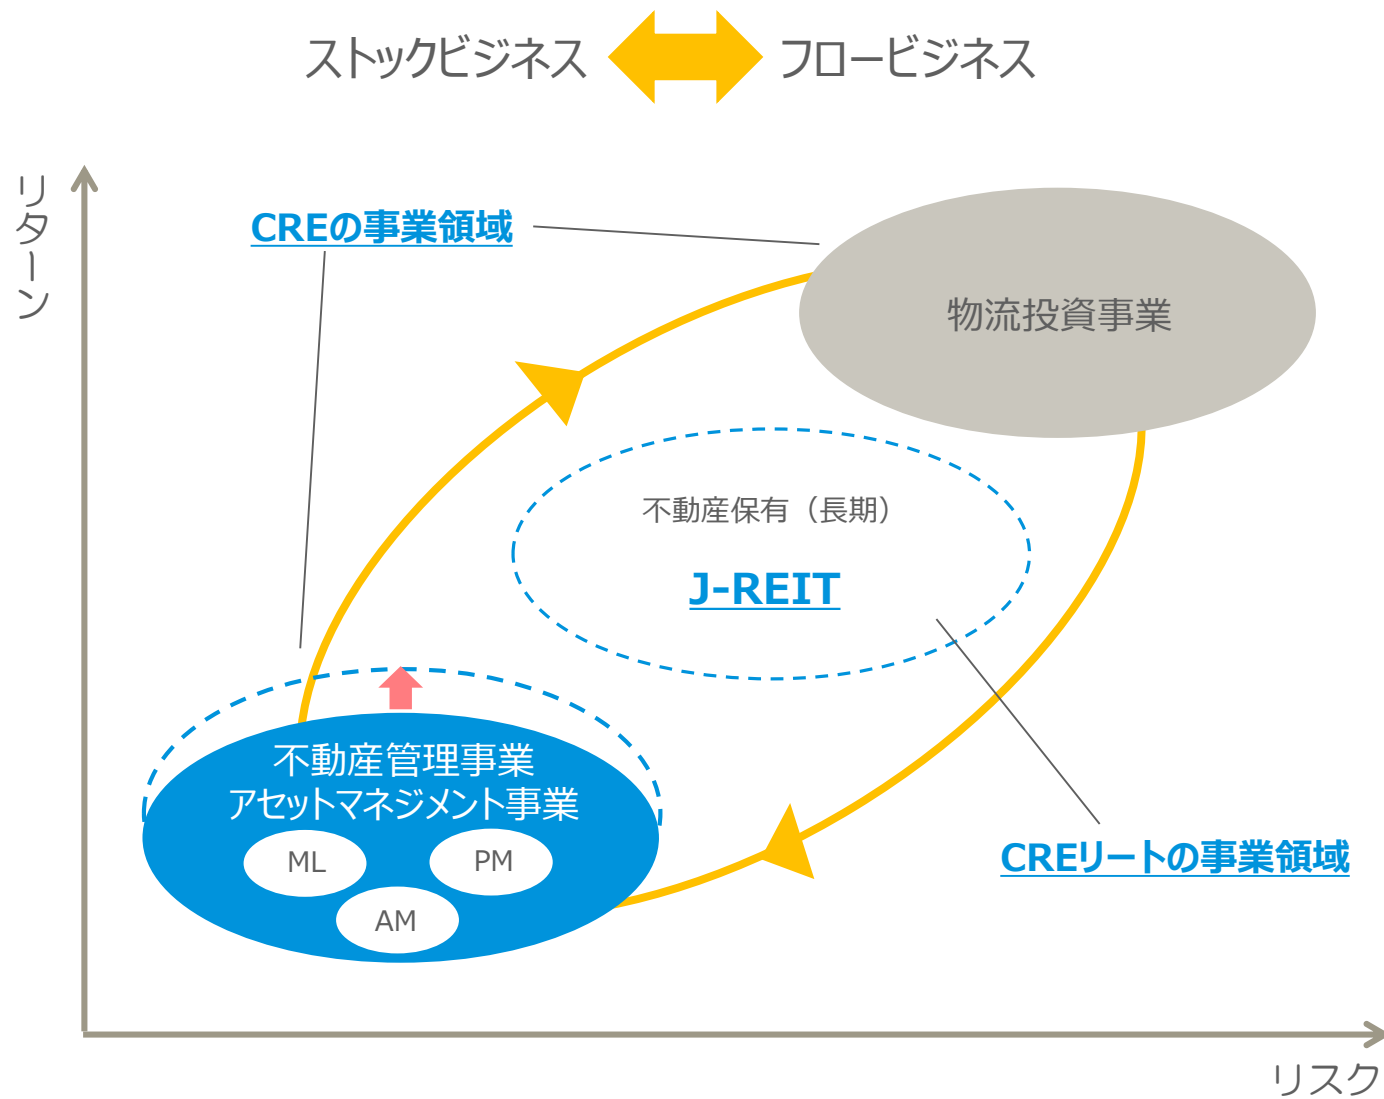 ストックビジネス
フロービジネス
リターン
CREの事業領域
物流投資事業
不動産保有（長期）
J-REIT
不動産管理事業
アセットマネジメント事業
ML
PM
AM
CREリートの事業領域
リスク